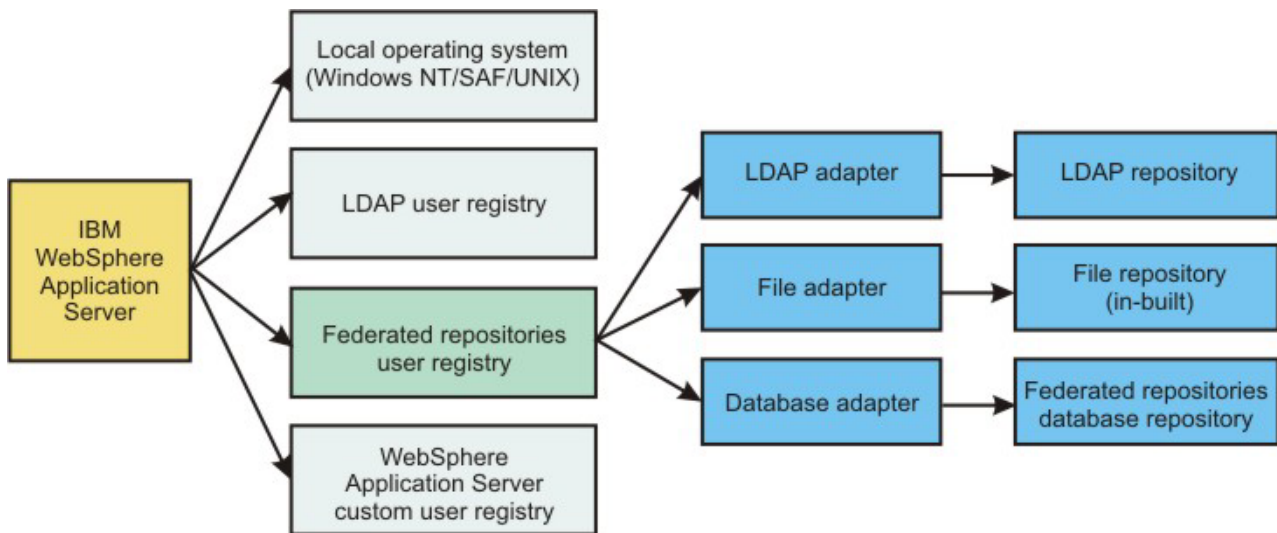 IBM
WebSphere
Application
Server
Local operating system
(Windows NT/SAF/UNIX)
LDAP user registry
Federated repositories
user registry
WebSphere
Application Server
custom user registry
LDAP adapter
LDAP repository
File adapter
File repository
(in-built)
Database adapter
Federated repositories
database repository